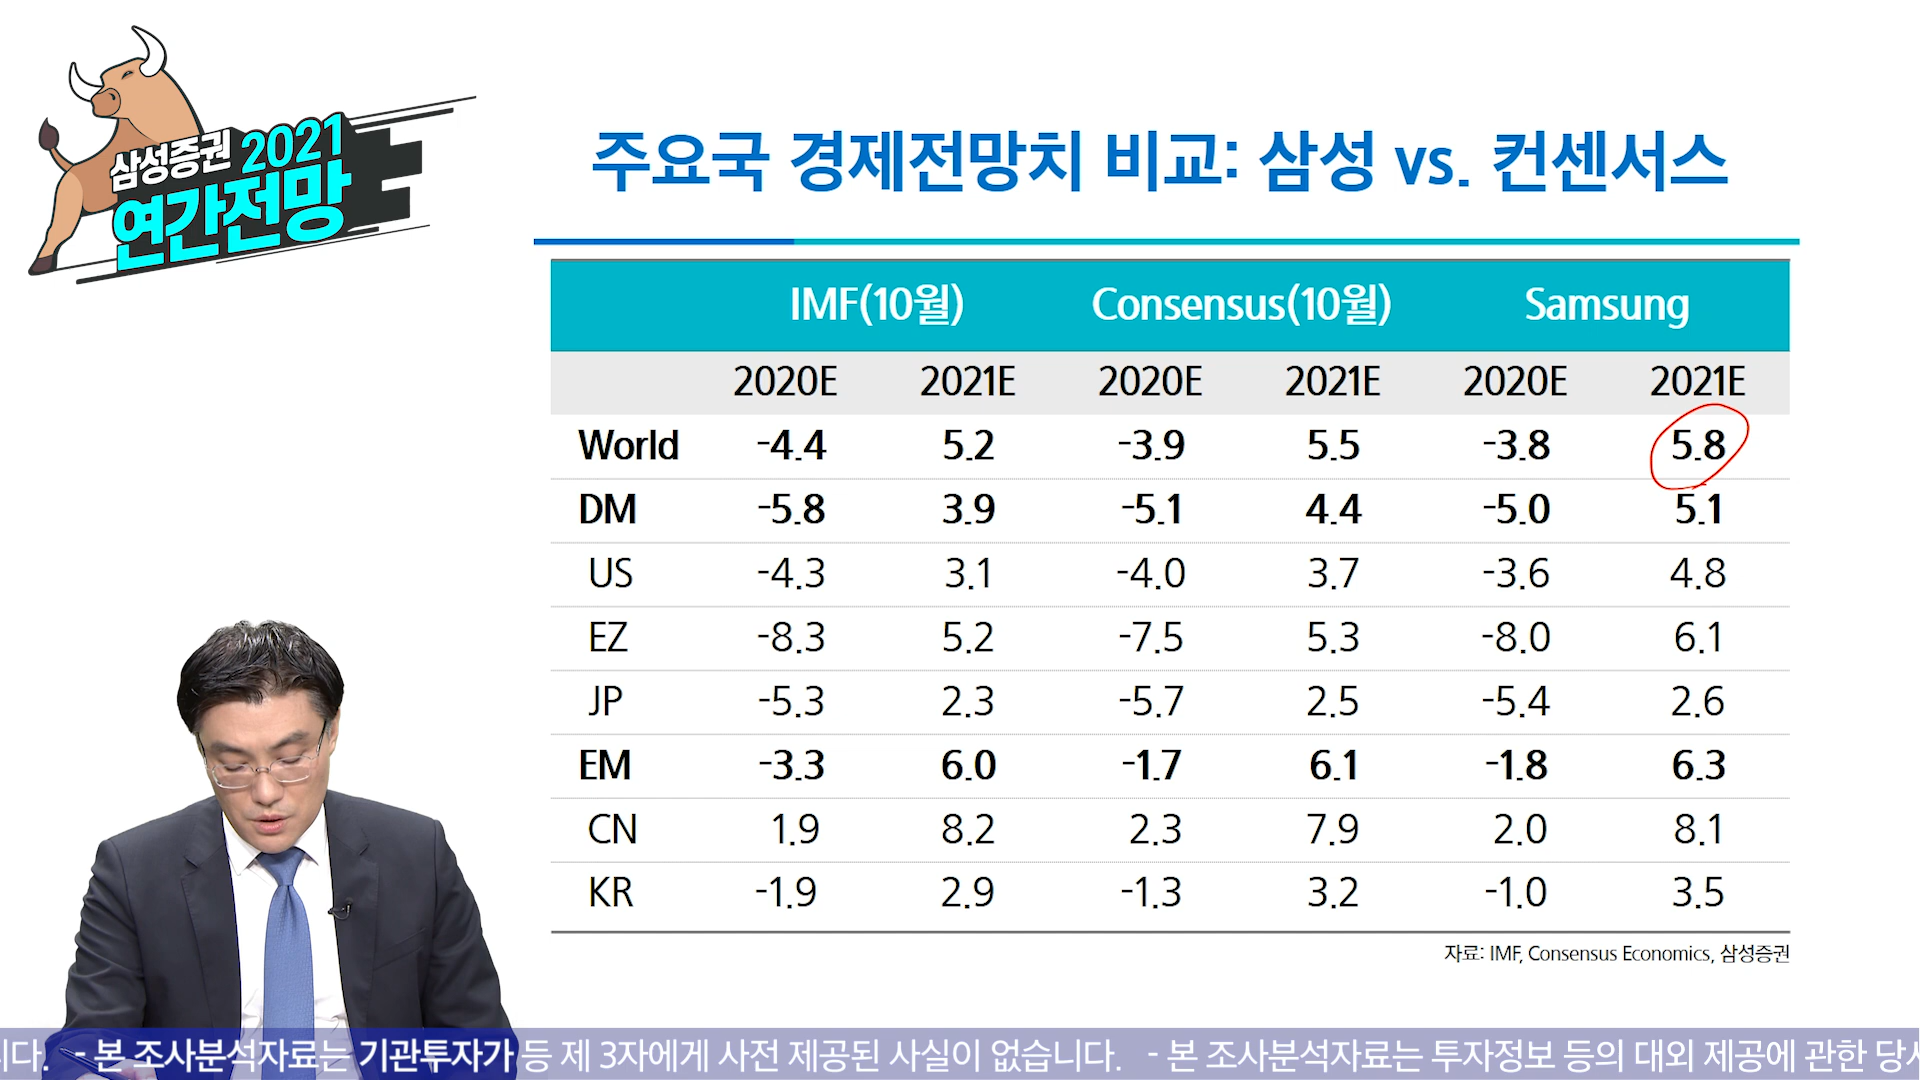 삼성증권 2021
연간전망
주요국 경제전망치 비교: 삼성 vs. 컨센서스
IMF(10월) Consensus(10월) Samsung
2020E 2021E 2020E 2021E 2020E 2021E
World -4.4 5.2 -3.9 5.5 -3.8 5.8
DM -5.8 3.9 -5.1 4.4 -5.0 5.1
US -4.3 3.1 -4.0 3.7 -3.6 4.8
EZ -8.3 5.2 -7.5 5.3 -8.0 6.1
JP -5.3 2.3 -5.7 2.5 -5.4 2.6
EM -3.3 6.0 -1.7 6.1 -1.8 6.3
CN 1.9 8.2 2.3 7.9 2.0 8.1
KR -1.9 2.9 -1.3 3.2 -1.0 3.5
자료: IMF, Consensus Economics, 삼성증권
니다. - 본 조사분석자료는 기관투자가 등 제 3자에게 사전 제공된 사실이 없습니다. - 본 조사분석자료는 투자정보 등의 대외 제공에 관한 당사